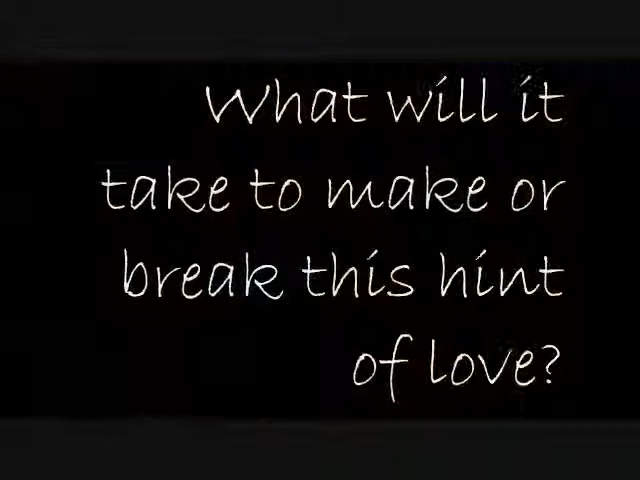 What will it
take to make or
break this hint
of love?